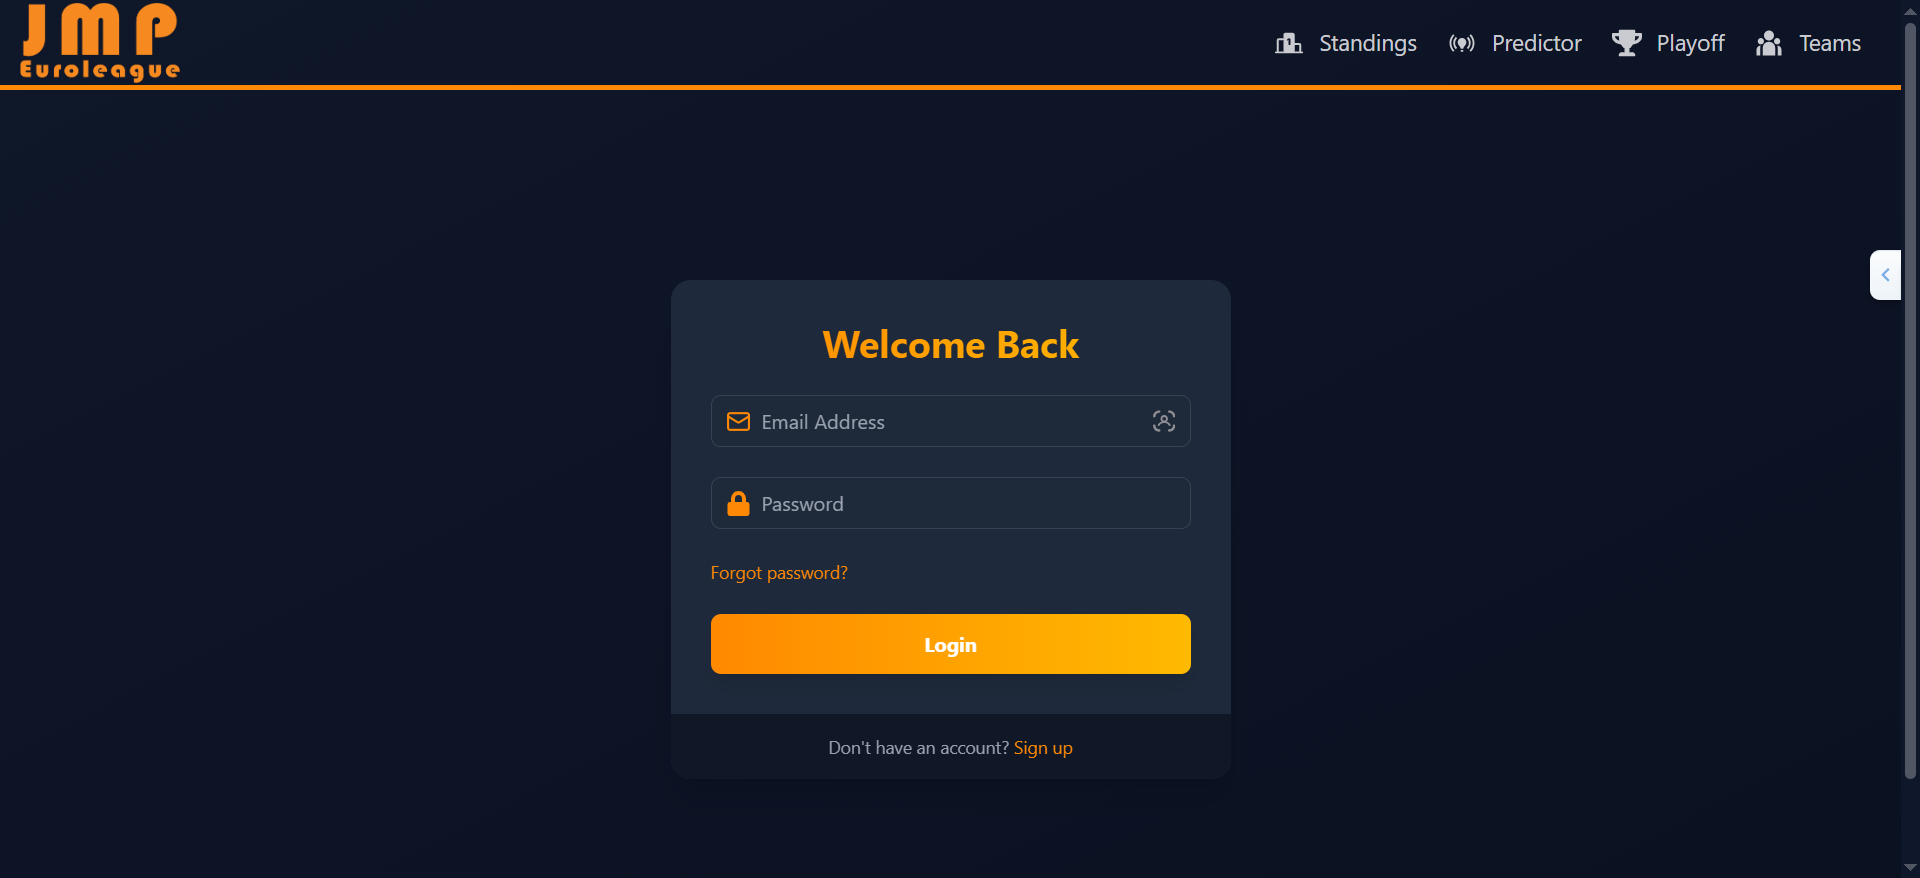 JMP
Euroleague
1 Standings
Predictor
Playoff
Teams
Welcome Back
Email Address
Password
Forgot password?
Login
Don't have an account? Sign up